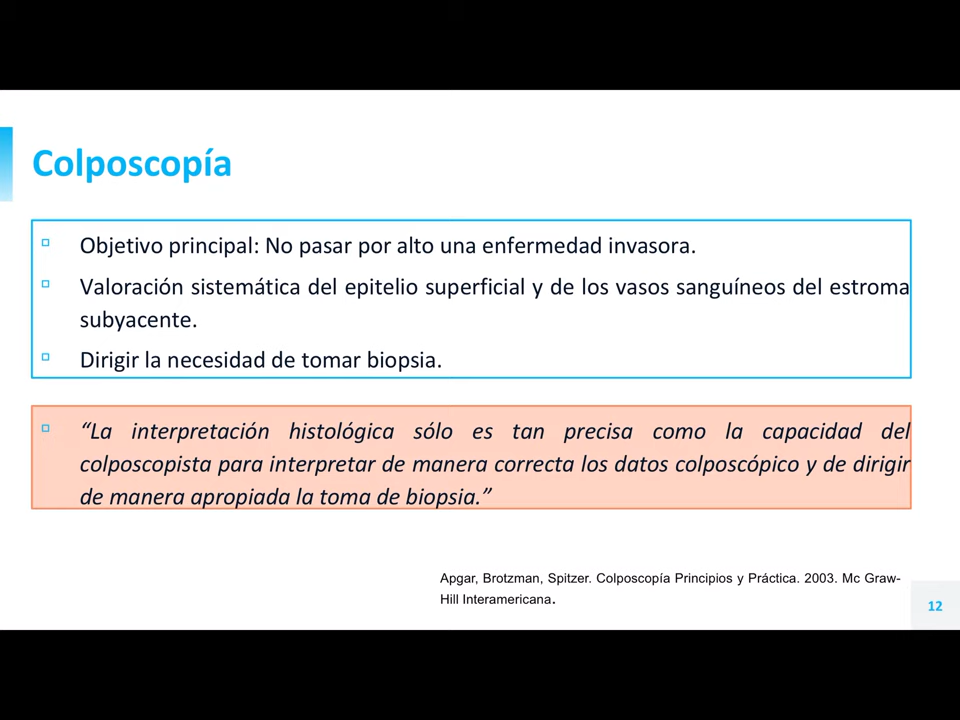 Colposcopía
Objetivo principal: No pasar por alto una enfermedad invasora.
Valoración sistemática del epitelio superficial y de los vasos sanguíneos del estroma
subyacente.
Dirigir la necesidad de tomar biopsia.
“La interpretación histológica sólo es tan precisa como la capacidad del
colposcopista para interpretar de manera correcta los datos colposcópico y de dirigir
de manera apropiada la toma de biopsia.”
Apgar, Brotzman, Spitzer. Colposcopía Principios y Práctica. 2003. Mc Graw-
Hill Interamericana.
12